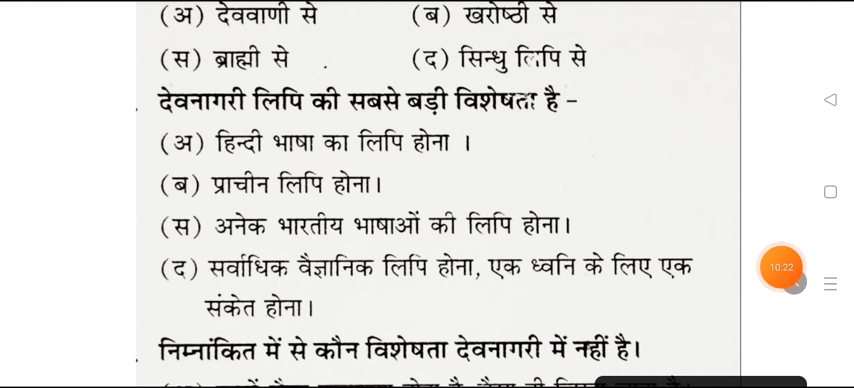 (अ) देववाणी से (ब) खरोष्ठी से
(स) ब्राह्मी से . (द) सिन्धु लिपि से
देवनागरी लिपि की सबसे बड़ी विशेषता है -
(अ) हिन्दी भाषा का लिपि होना ।
(ब) प्राचीन लिपि होना।
(स) अनेक भारतीय भाषाओं की लिपि होना।
(द) सर्वाधिक वैज्ञानिक लिपि होना, एक ध्वनि के लिए एक
संकेत होना।
10:22
निम्नांकित में से कौन विशेषता देवनागरी में नहीं है।